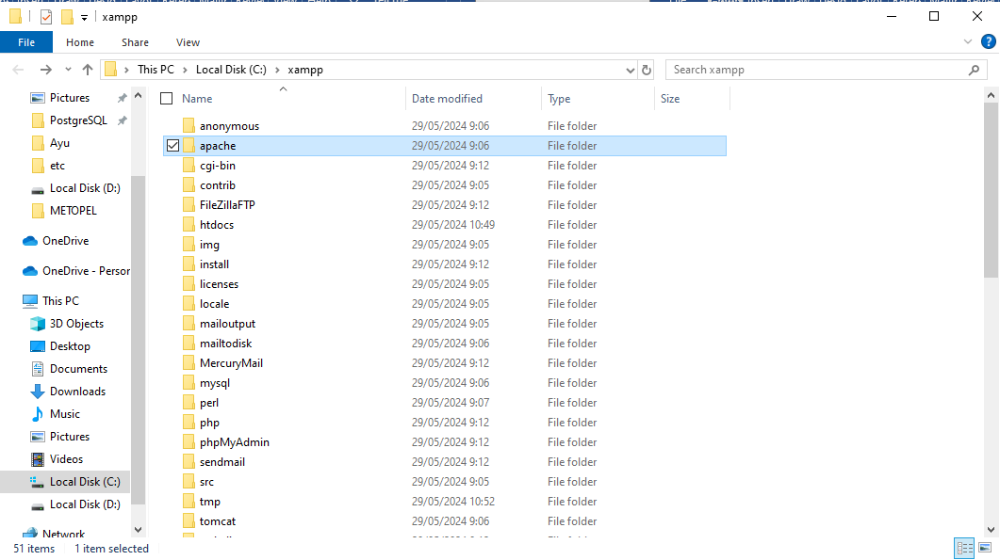 xampp
File Home Share View
This PC Local Disk (C:) xampp
Search xampp
Name Date modified Type Size
Pictures
PostgreSQL
Ayu
etc
Local Disk (D:)
METOPEL
OneDrive
OneDrive - Person
This PC
3D Objects
Desktop
Documents
Downloads
Music
Pictures
Videos
Local Disk (C:)
Local Disk (D:)
Network
anonymous 29/05/2024 9:06 File folder
apache 29/05/2024 9:06 File folder
cgi-bin 29/05/2024 9:12 File folder
contrib 29/05/2024 9:05 File folder
FileZillaFTP 29/05/2024 9:12 File folder
htdocs 29/05/2024 10:49 File folder
img 29/05/2024 9:05 File folder
install 29/05/2024 9:12 File folder
licenses 29/05/2024 9:05 File folder
locale 29/05/2024 9:05 File folder
mailoutput 29/05/2024 9:05 File folder
mailtodisk 29/05/2024 9:06 File folder
MercuryMail 29/05/2024 9:12 File folder
mysql 29/05/2024 9:06 File folder
perl 29/05/2024 9:07 File folder
php 29/05/2024 9:12 File folder
phpMyAdmin 29/05/2024 9:12 File folder
sendmail 29/05/2024 9:12 File folder
src 29/05/2024 9:05 File folder
tmp 29/05/2024 10:52 File folder
tomcat 29/05/2024 9:06 File folder
51 items 1 item selected